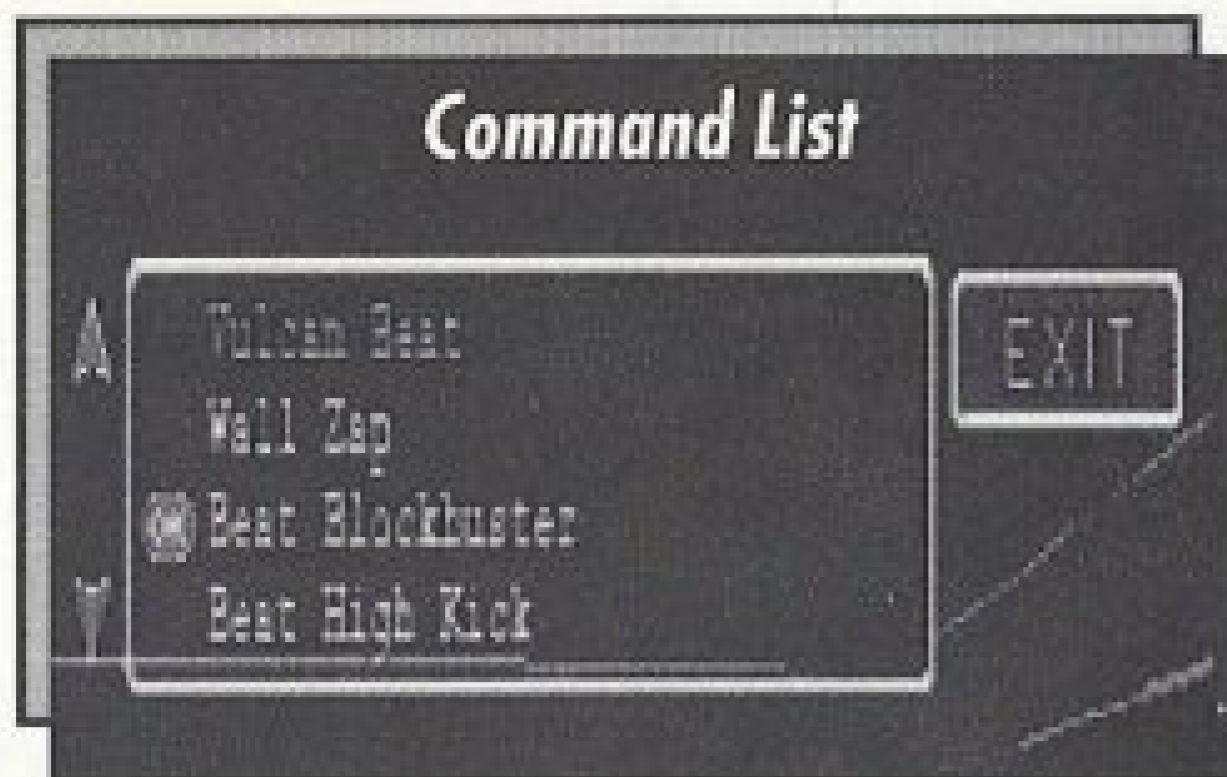 Command List
Vulcan Beat
EXIT
Wall Zap
Beat Blockbuster
Beat High Kick